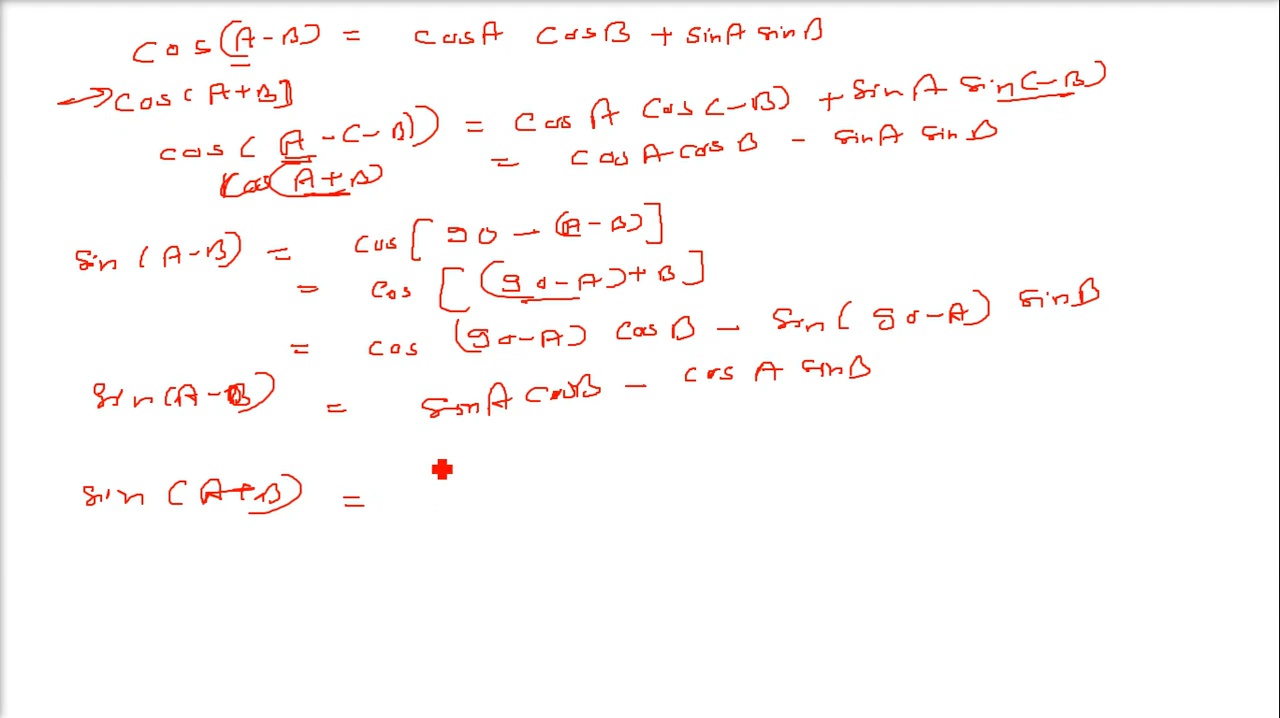 Cos(A-B) = cosA cosB + sinA sinB
cos(A+B)
cos(A-(-B)) = cosA cos(-B) + sinA sin(-B)
cos(A+B) = cosA cosB - sinA sinB
sin(A-B) = cos[90-(A-B)]
= cos[(90-A)+B]
= cos(90-A) cosB - sin(90-A) sinB
sin(A-B) = sinA cosB - cosA sinB
sin(A+B) =